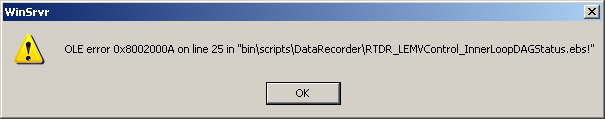 WinSrvr
OLE error 0x8002000A on line 25 in "bin\scripts\DataRecorder\RTDR_LEMVControl_InnerLoopDAGStatus.ebs!"
OK